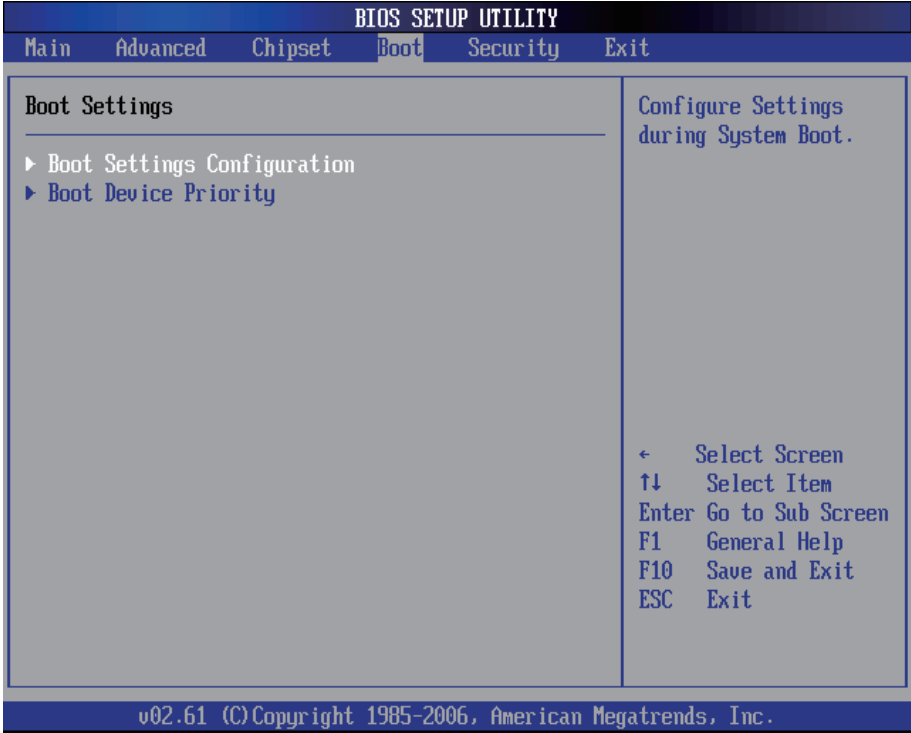 BIOS SETUP UTILITY
Main Advanced Chipset Boot Security Exit
Boot Settings
▶ Boot Settings Configuration
▶ Boot Device Priority
Configure Settings
during System Boot.
← Select Screen
↑↓ Select Item
Enter Go to Sub Screen
F1 General Help
F10 Save and Exit
ESC Exit
v02.61 (C)Copyright 1985-2006, American Megatrends, Inc.